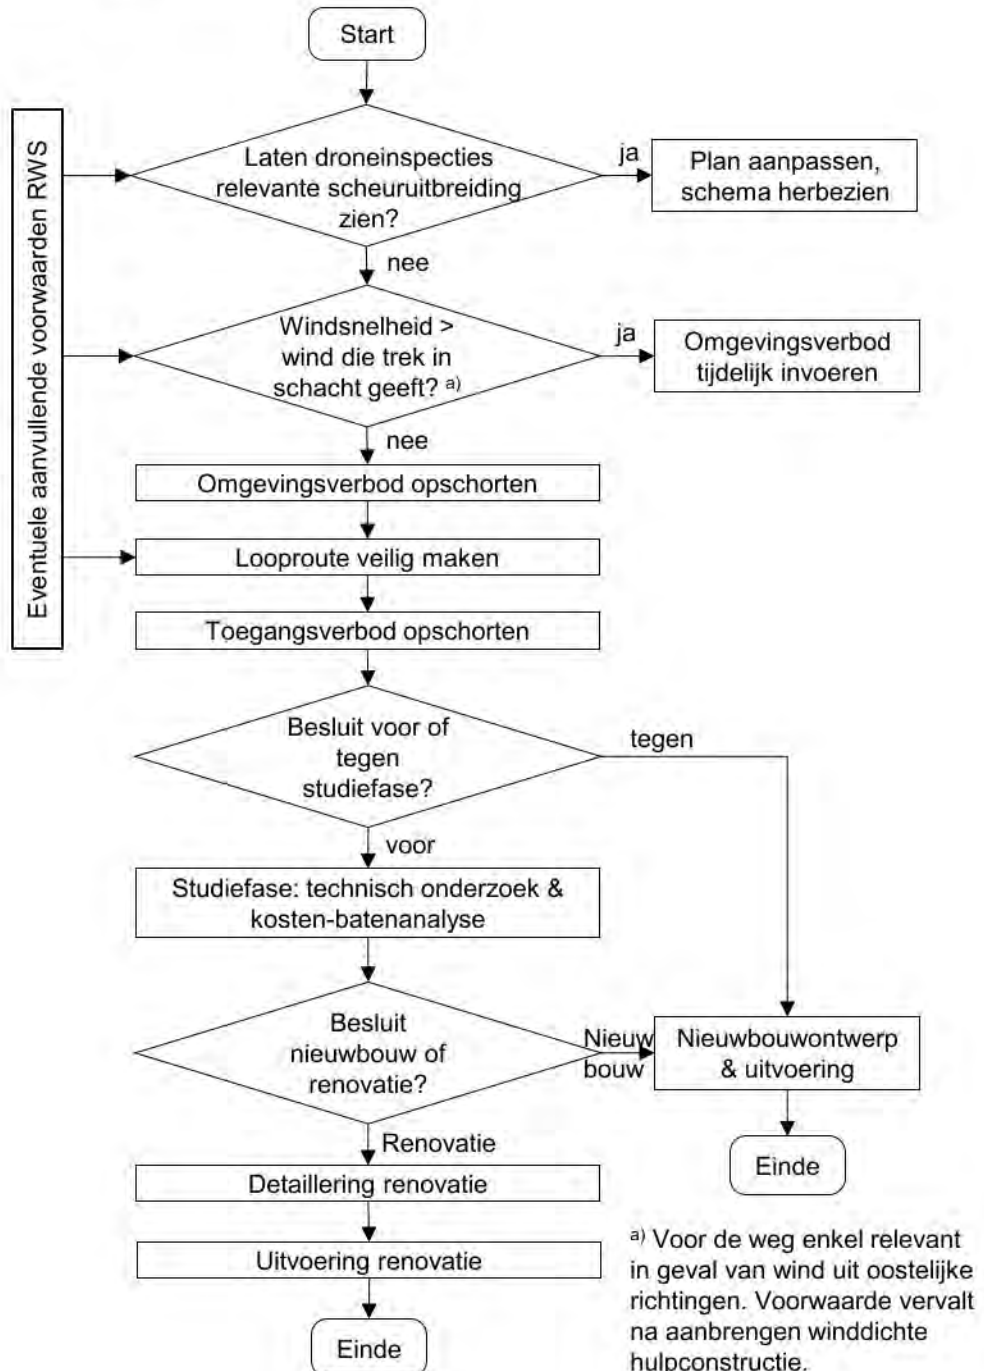 Start
Eventuele aanvullende voorwaarden RWS
Laten droneinspecties
relevante scheuruitbreiding
zien?
ja
Plan aanpassen,
schema herbezien
nee
Windsnelheid >
wind die trek in
schacht geeft? a)
ja
Omgevingsverbod
tijdelijk invoeren
nee
Omgevingsverbod opschorten
Looproute veilig maken
Toegangsverbod opschorten
Besluit voor of
tegen
studiefase?
tegen
voor
Studiefase: technisch onderzoek &
kosten-batenanalyse
Besluit
nieuwbouw of
renovatie?
Nieuw
bouw
Nieuwbouwontwerp
& uitvoering
Einde
Renovatie
Detaillering renovatie
Uitvoering renovatie
Einde
a) Voor de weg enkel relevant
in geval van wind uit oostelijke
richtingen. Voorwaarde vervalt
na aanbrengen winddichte
hulpconstructie.